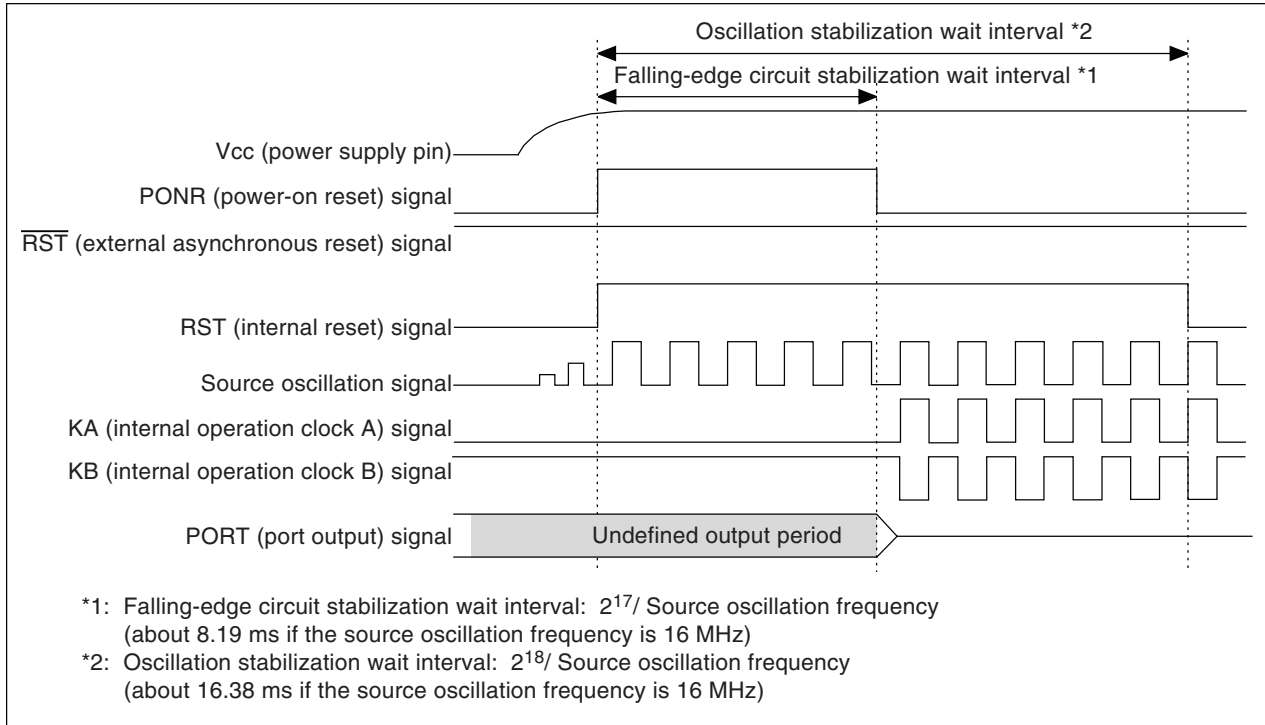 Oscillation stabilization wait interval *2
Falling-edge circuit stabilization wait interval *1
Vcc (power supply pin)
PONR (power-on reset) signal
R̅S̅T̅ (external asynchronous reset) signal
RST (internal reset) signal
Source oscillation signal
KA (internal operation clock A) signal
KB (internal operation clock B) signal
PORT (port output) signal
Undefined output period
*1: Falling-edge circuit stabilization wait interval: 2¹⁷/ Source oscillation frequency
(about 8.19 ms if the source oscillation frequency is 16 MHz)
*2: Oscillation stabilization wait interval: 2¹⁸/ Source oscillation frequency
(about 16.38 ms if the source oscillation frequency is 16 MHz)